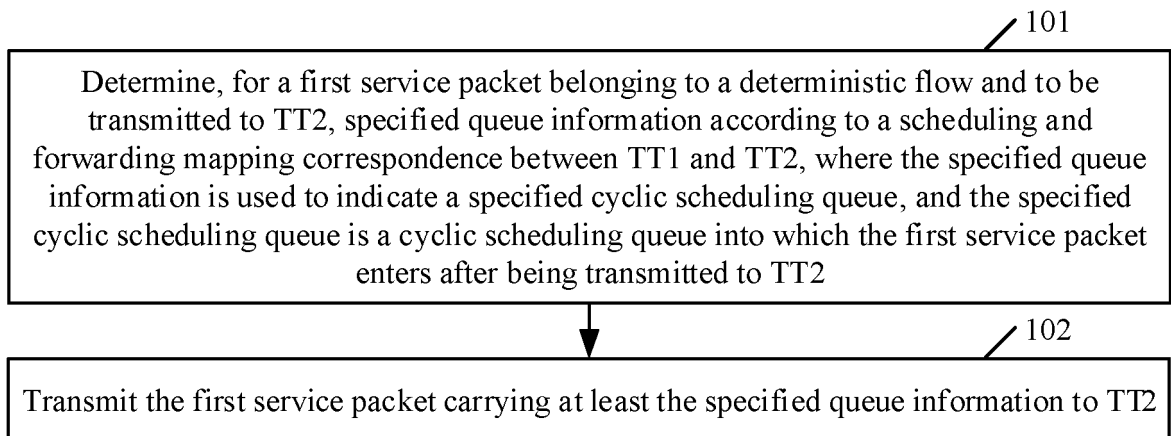 101
Determine, for a first service packet belonging to a deterministic flow and to be
transmitted to TT2, specified queue information according to a scheduling and
forwarding mapping correspondence between TT1 and TT2, where the specified queue
information is used to indicate a specified cyclic scheduling queue, and the specified
cyclic scheduling queue is a cyclic scheduling queue into which the first service packet
enters after being transmitted to TT2
102
Transmit the first service packet carrying at least the specified queue information to TT2